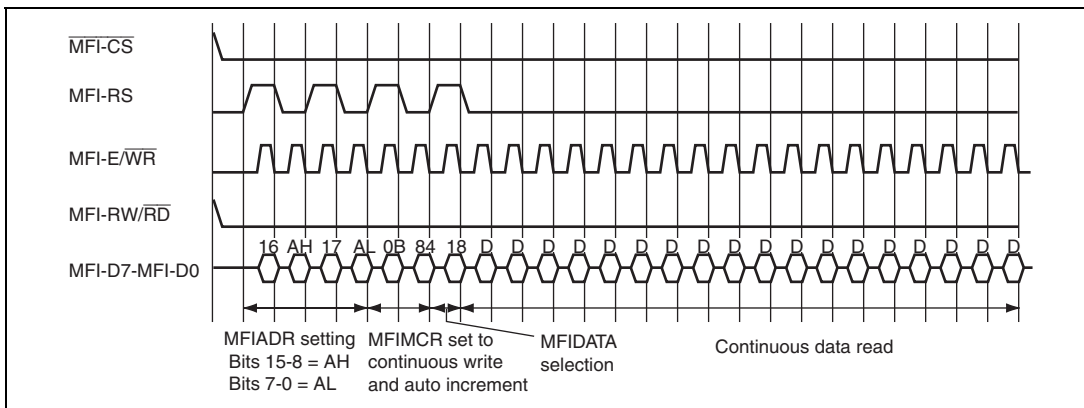 MFI-CS
MFI-RS
MFI-E/WR
MFI-RW/RD
16 AH 17 AL 0B 84 18 D D D D D D D D D D D D D D D D D D
MFI-D7-MFI-D0
MFIADR setting
Bits 15-8 = AH
Bits 7-0 = AL
MFIMCR set to
continuous write
and auto increment
MFIDATA
selection
Continuous data read